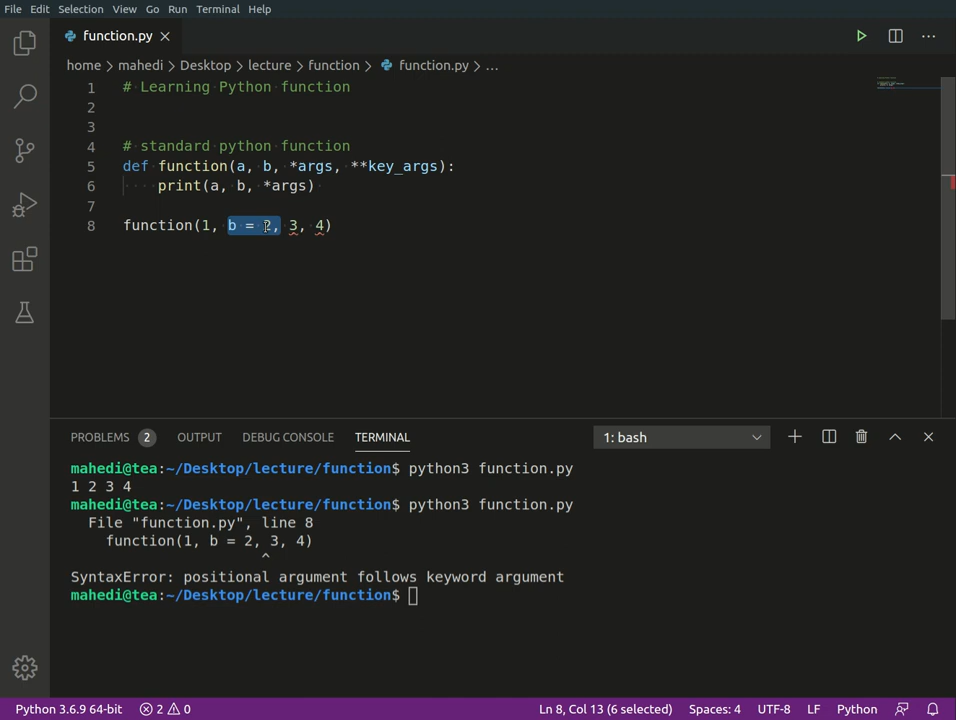 File Edit Selection View Go Run Terminal Help
function.py
home > mahedi > Desktop > lecture > function > function.py > ...
1 # Learning Python function
2
3
4 # standard python function
5 def function(a, b, *args, **key_args):
6 print(a, b, *args)
7
8 function(1, b = 2, 3, 4)
PROBLEMS 2 OUTPUT DEBUG CONSOLE TERMINAL 1: bash
mahedi@tea:~/Desktop/lecture/function$ python3 function.py
1 2 3 4
mahedi@tea:~/Desktop/lecture/function$ python3 function.py
File "function.py", line 8
function(1, b = 2, 3, 4)
^
SyntaxError: positional argument follows keyword argument
mahedi@tea:~/Desktop/lecture/function$
Python 3.6.9 64-bit 2 0 Ln 8, Col 13 (6 selected) Spaces: 4 UTF-8 LF Python